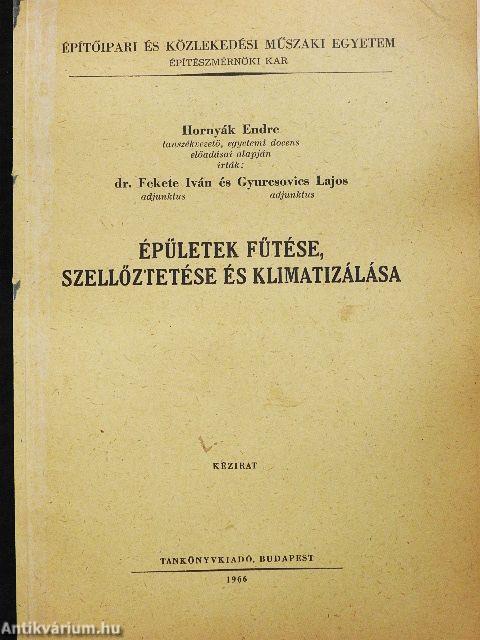 ÉPÍTŐIPARI ÉS KÖZLEKEDÉSI MŰSZAKI EGYETEM
ÉPÍTÉSZMÉRNÖKI KAR
Hornyák Endre
tanszékvezető, egyetemi docens
előadásai alapján
írták:
dr. Fekete Iván és Gyurcsovics Lajos
adjunktus adjunktus
ÉPÜLETEK FŰTÉSE,
SZELLŐZTETÉSE ÉS KLIMATIZÁLÁSA
KÉZIRAT
TANKÖNYVKIADÓ, BUDAPEST
1966
Antikvárium.hu